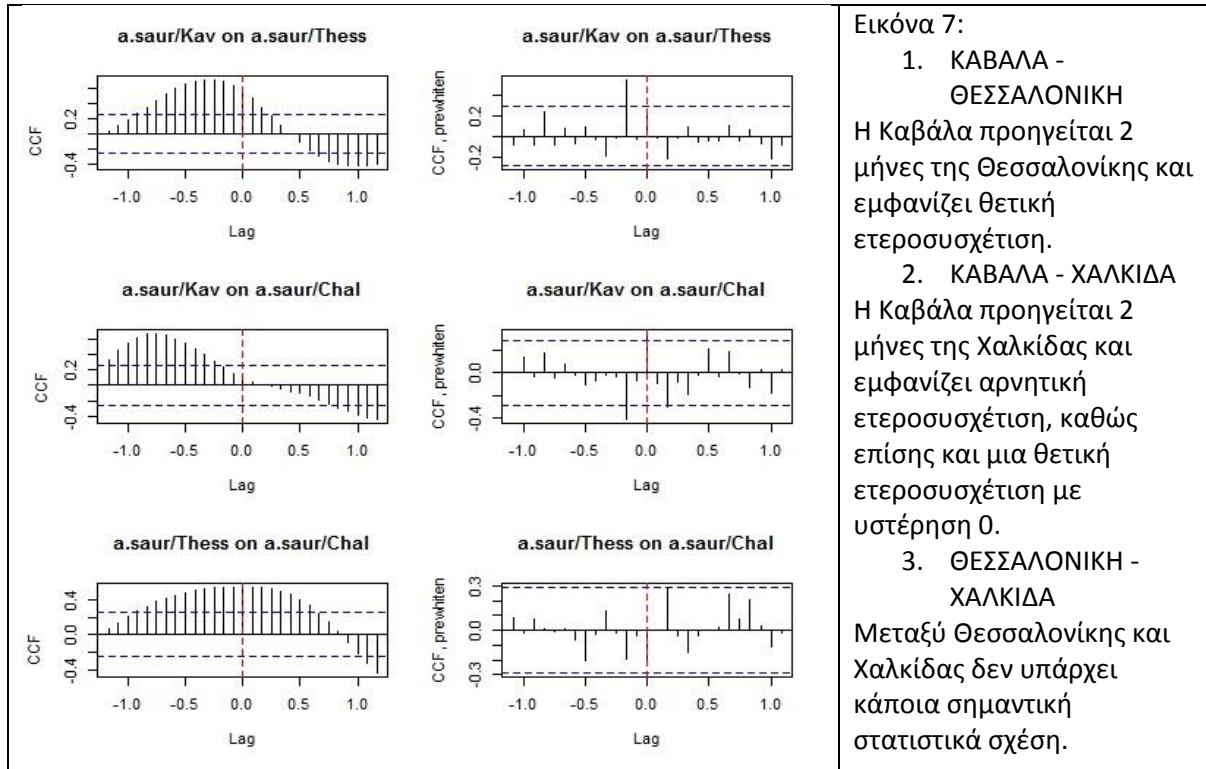 a.saur/Kav on a.saur/Thess
CCF
-0.4 0.2
-1.0 -0.5 0.0 0.5 1.0
Lag
a.saur/Kav on a.saur/Thess
CCF, prewhiten
-0.2 0.2
-1.0 -0.5 0.0 0.5 1.0
Lag
a.saur/Kav on a.saur/Chal
CCF
-0.4 0.2
-1.0 -0.5 0.0 0.5 1.0
Lag
a.saur/Kav on a.saur/Chal
CCF, prewhiten
-0.4 0.0
-1.0 -0.5 0.0 0.5 1.0
Lag
a.saur/Thess on a.saur/Chal
CCF
-0.4 0.0 0.4
-1.0 -0.5 0.0 0.5 1.0
Lag
a.saur/Thess on a.saur/Chal
CCF, prewhiten
-0.3 0.0 0.3
-1.0 -0.5 0.0 0.5 1.0
Lag
Εικόνα 7:
1. ΚΑΒΑΛΑ -
ΘΕΣΣΑΛΟΝΙΚΗ
Η Καβάλα προηγείται 2
μήνες της Θεσσαλονίκης και
εμφανίζει θετική
ετεροσυσχέτιση.
2. ΚΑΒΑΛΑ - ΧΑΛΚΙΔΑ
Η Καβάλα προηγείται 2
μήνες της Χαλκίδας και
εμφανίζει αρνητική
ετεροσυσχέτιση, καθώς
επίσης και μια θετική
ετεροσυσχέτιση με
υστέρηση 0.
3. ΘΕΣΣΑΛΟΝΙΚΗ -
ΧΑΛΚΙΔΑ
Μεταξύ Θεσσαλονίκης και
Χαλκίδας δεν υπάρχει
κάποια σημαντική
στατιστικά σχέση.